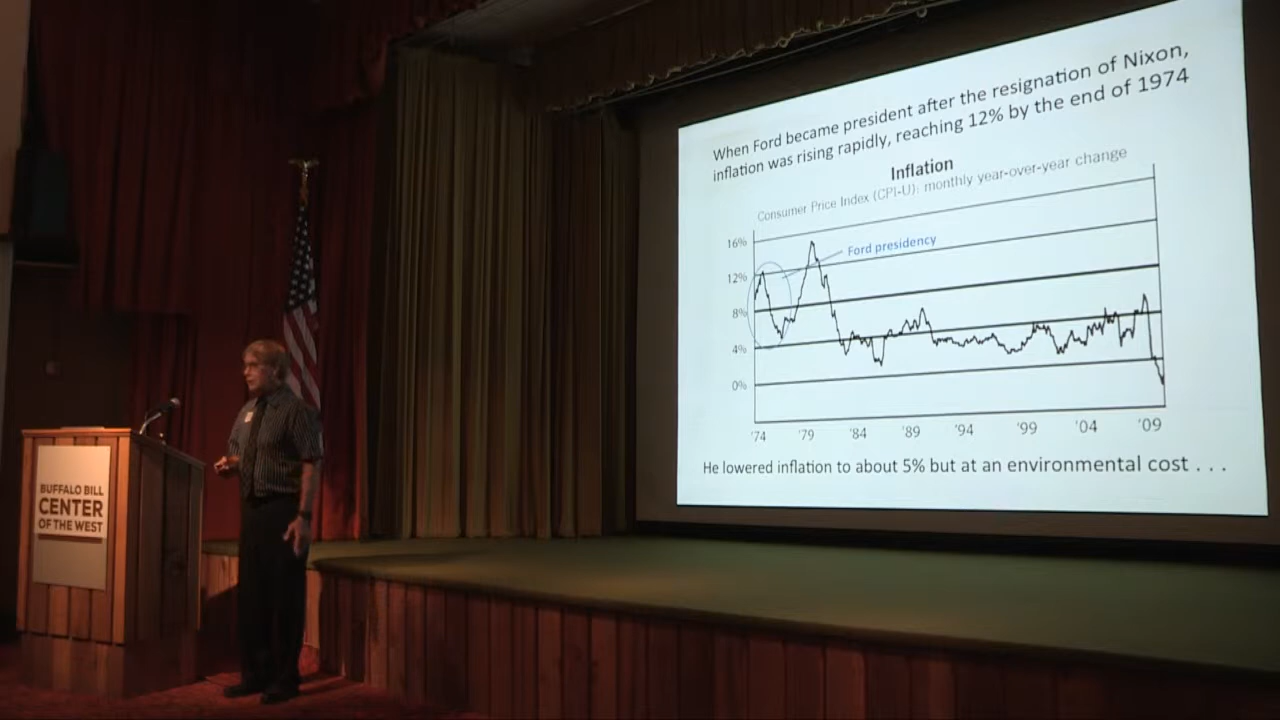 When Ford became president after the resignation of Nixon,
inflation was rising rapidly, reaching 12% by the end of 1974
Inflation
Consumer Price Index (CPI-U): monthly year-over-year change
16%
Ford presidency
12%
8%
4%
0%
'74 '79 '84 '89 '94 '99 '04 '09
He lowered inflation to about 5% but at an environmental cost . . .
BUFFALO BILL
CENTER
OF THE WEST